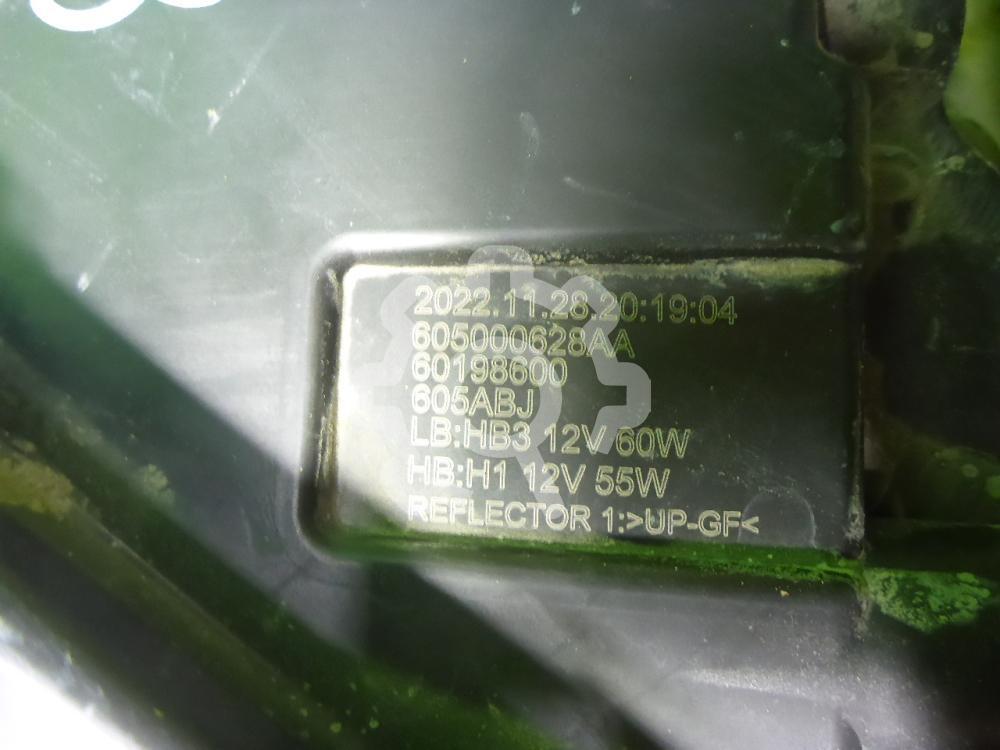 2022.11.28 20:19:04
605000628AA
60198600
605ABJ
LB:HB3 12V 60W
HB:H1 12V 55W
REFLECTOR 1:>UP-GF<